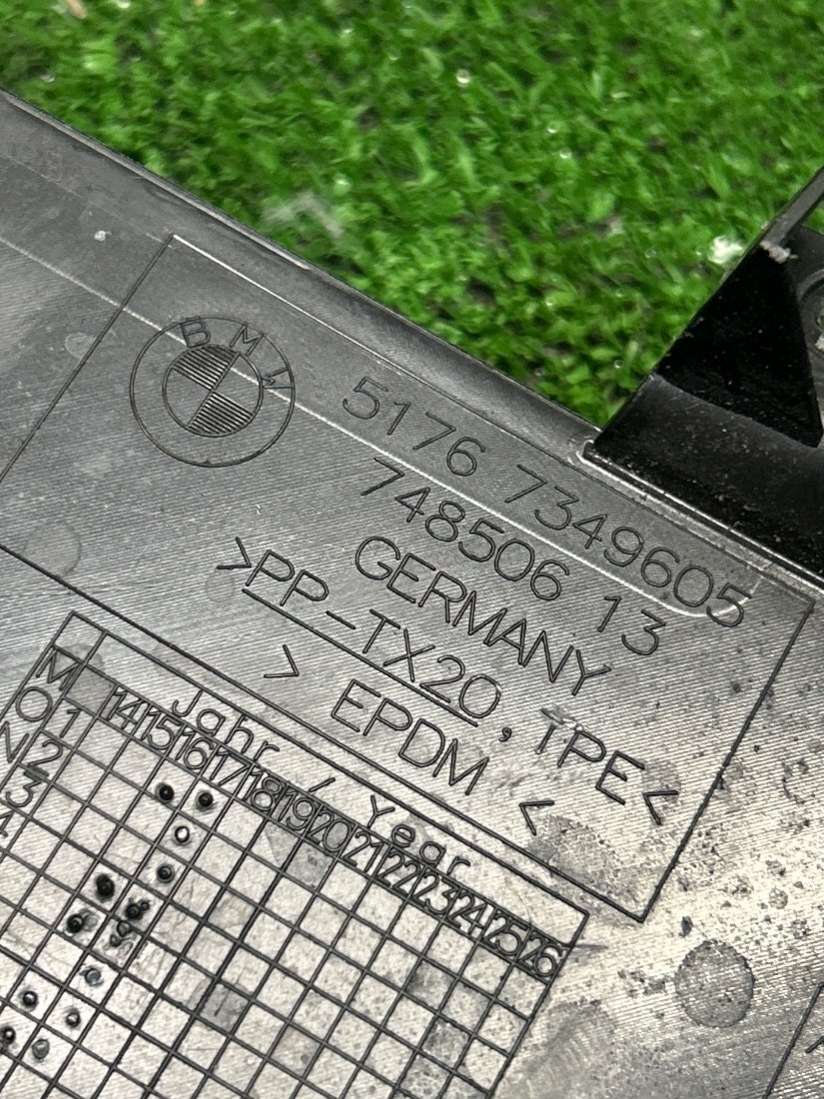 BMW
5176 7349605
748506 13
GERMANY
>PP-TX20, TPE<
> EPDM <
Jahr / Year
14 15 16 17 18 19 20 21 22 23 24 25 26
M 1
O 2
N 3